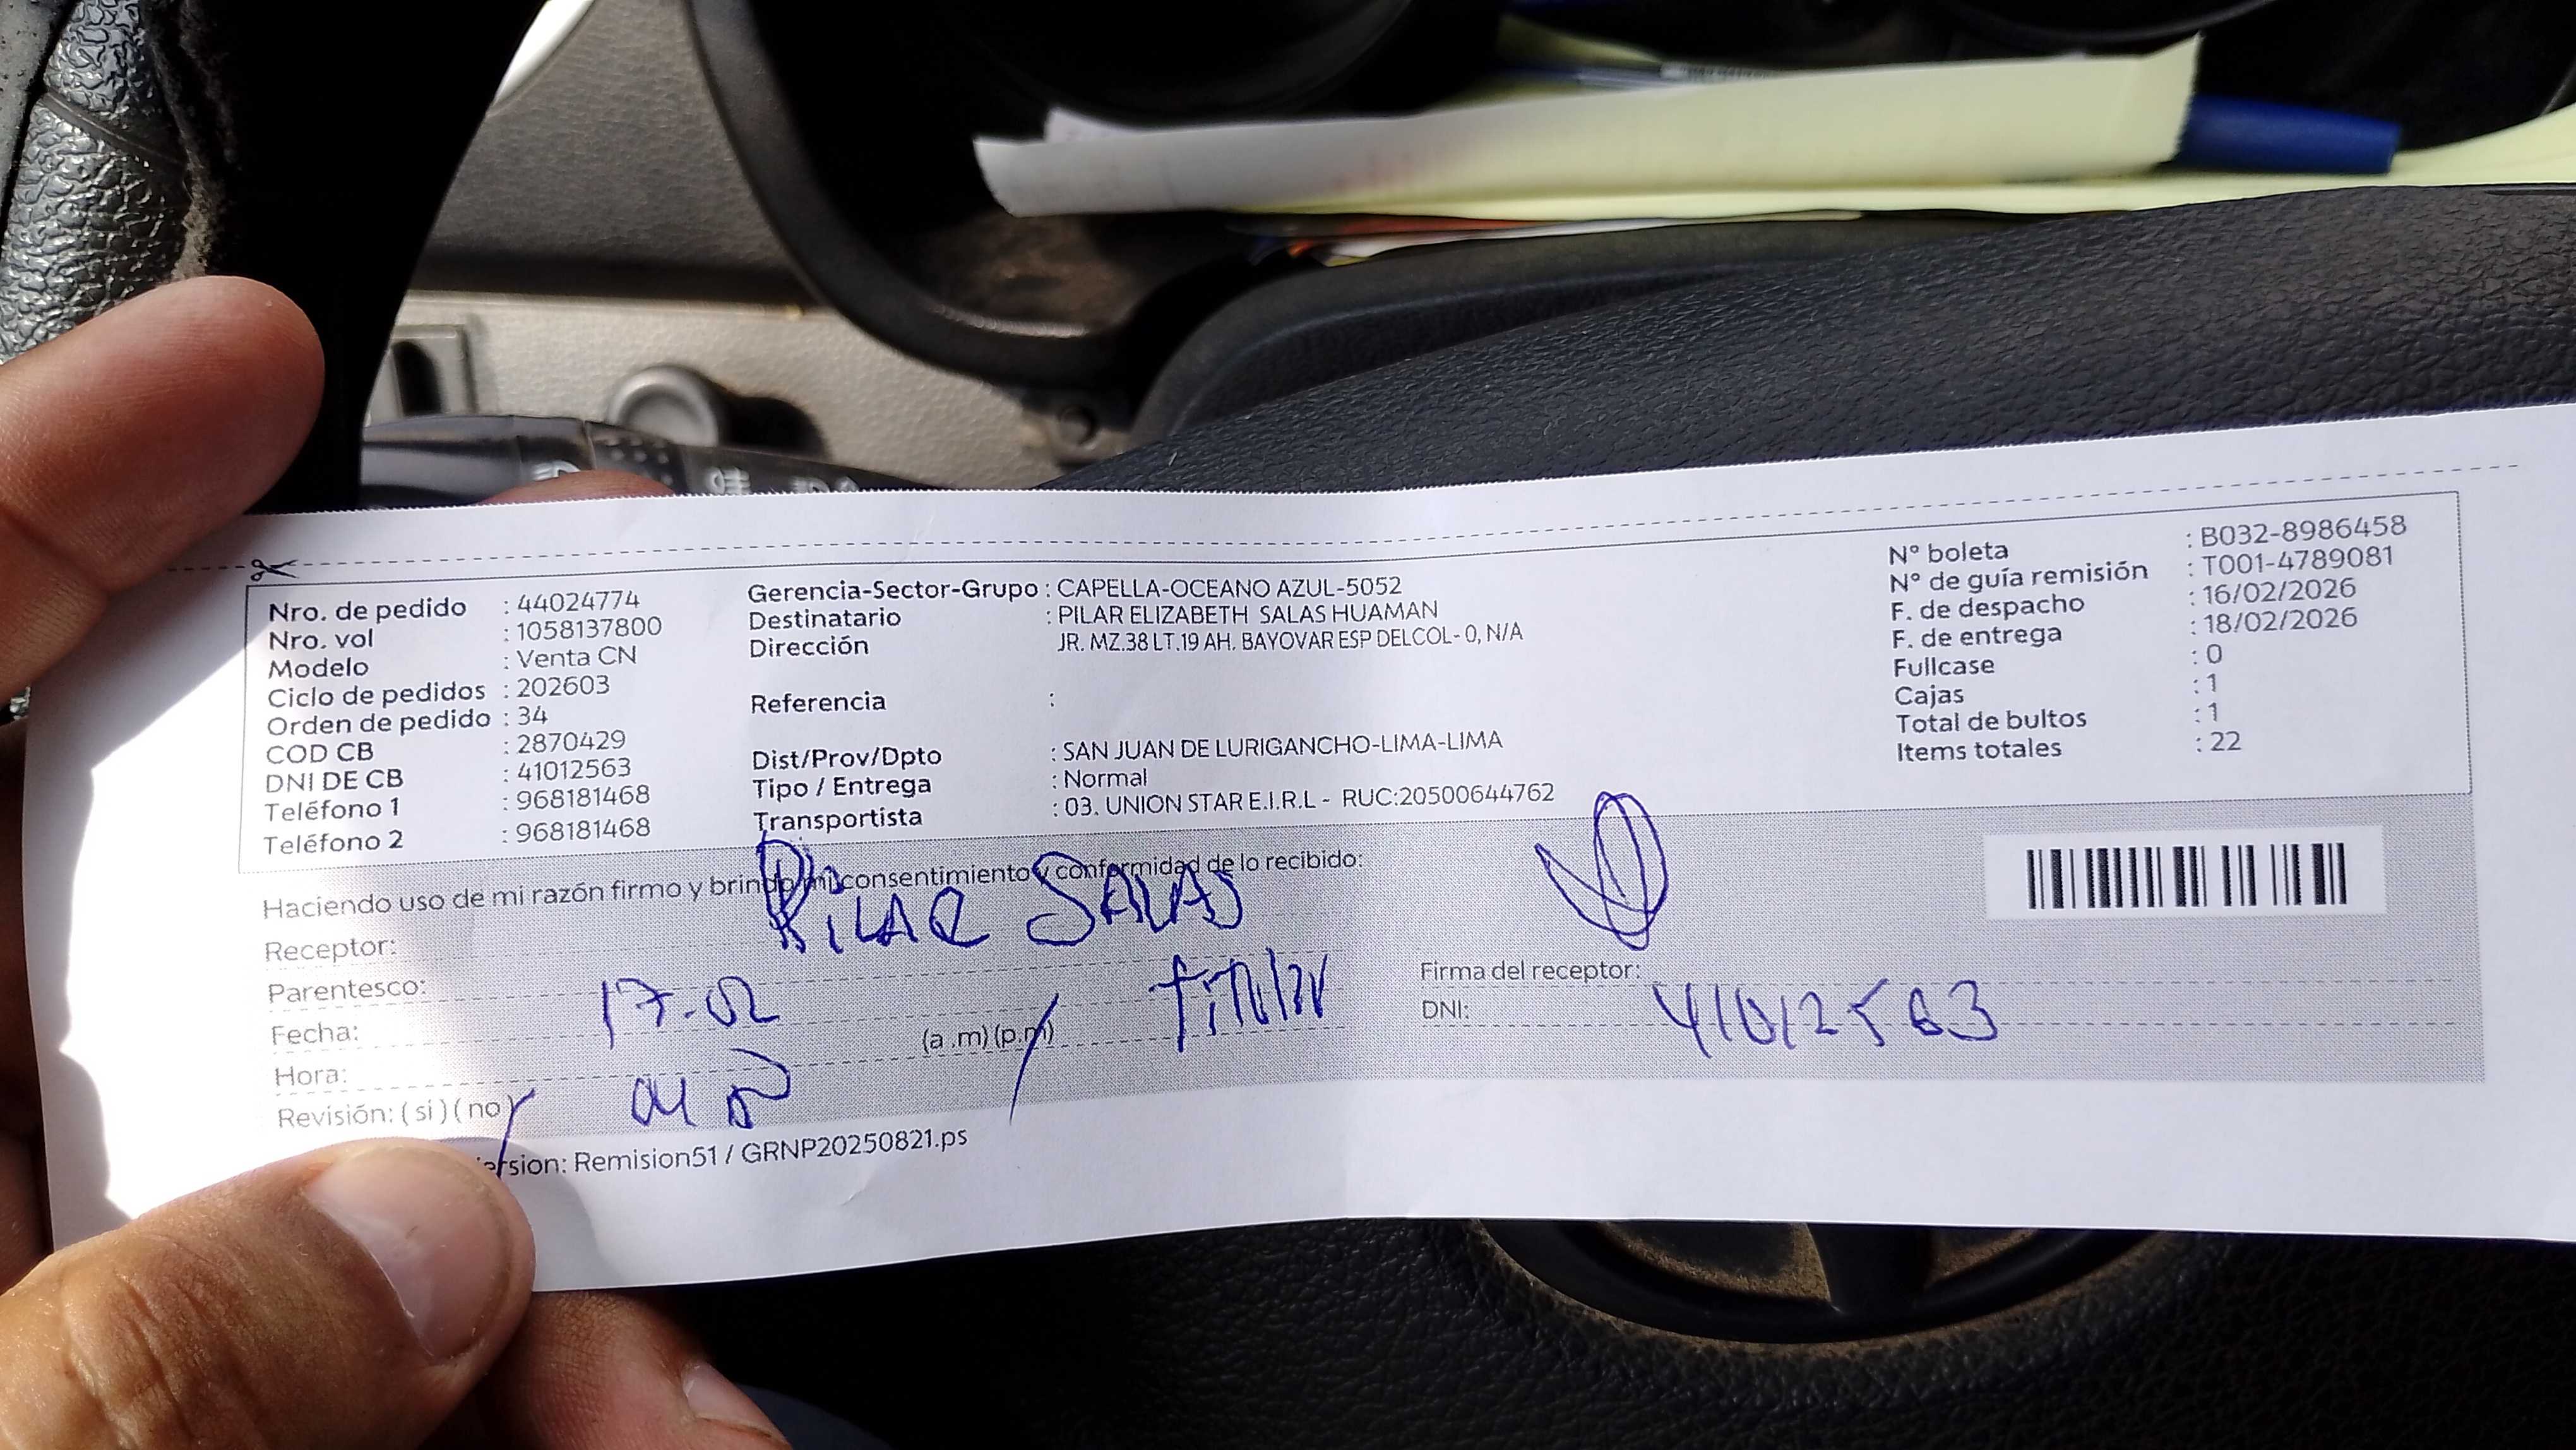 Nro. de pedido : 44024774
Nro. vol : 1058137800
Modelo : Venta CN
Ciclo de pedidos : 202603
Orden de pedido : 34
COD CB : 2870429
DNI DE CB : 41012563
Teléfono 1 : 968181468
Teléfono 2 : 968181468
Gerencia-Sector-Grupo : CAPELLA-OCEANO AZUL-5052
Destinatario : PILAR ELIZABETH SALAS HUAMAN
Dirección JR. MZ.38 LT.19 AH. BAYOVAR ESP DELCOL- 0, N/A
Referencia :
Dist/Prov/Dpto : SAN JUAN DE LURIGANCHO-LIMA-LIMA
Tipo / Entrega : Normal
Transportista : 03. UNION STAR E.I.R.L - RUC:20500644762
N° boleta : B032-8986458
N° de guía remisión : T001-4789081
F. de despacho : 16/02/2026
F. de entrega : 18/02/2026
Fullcase : 0
Cajas : 1
Total de bultos : 1
Items totales : 22
Haciendo uso de mi razón firmo y brindo mi consentimiento y conformidad de lo recibido:
Receptor: PILAR SALAS
Parentesco: titular
Fecha: 17-02
Hora: (a.m) (p.m)
Revisión: ( si ) ( no )
Firma del receptor:
DNI: 41012563
ersion: Remision51 / GRNP20250821.ps